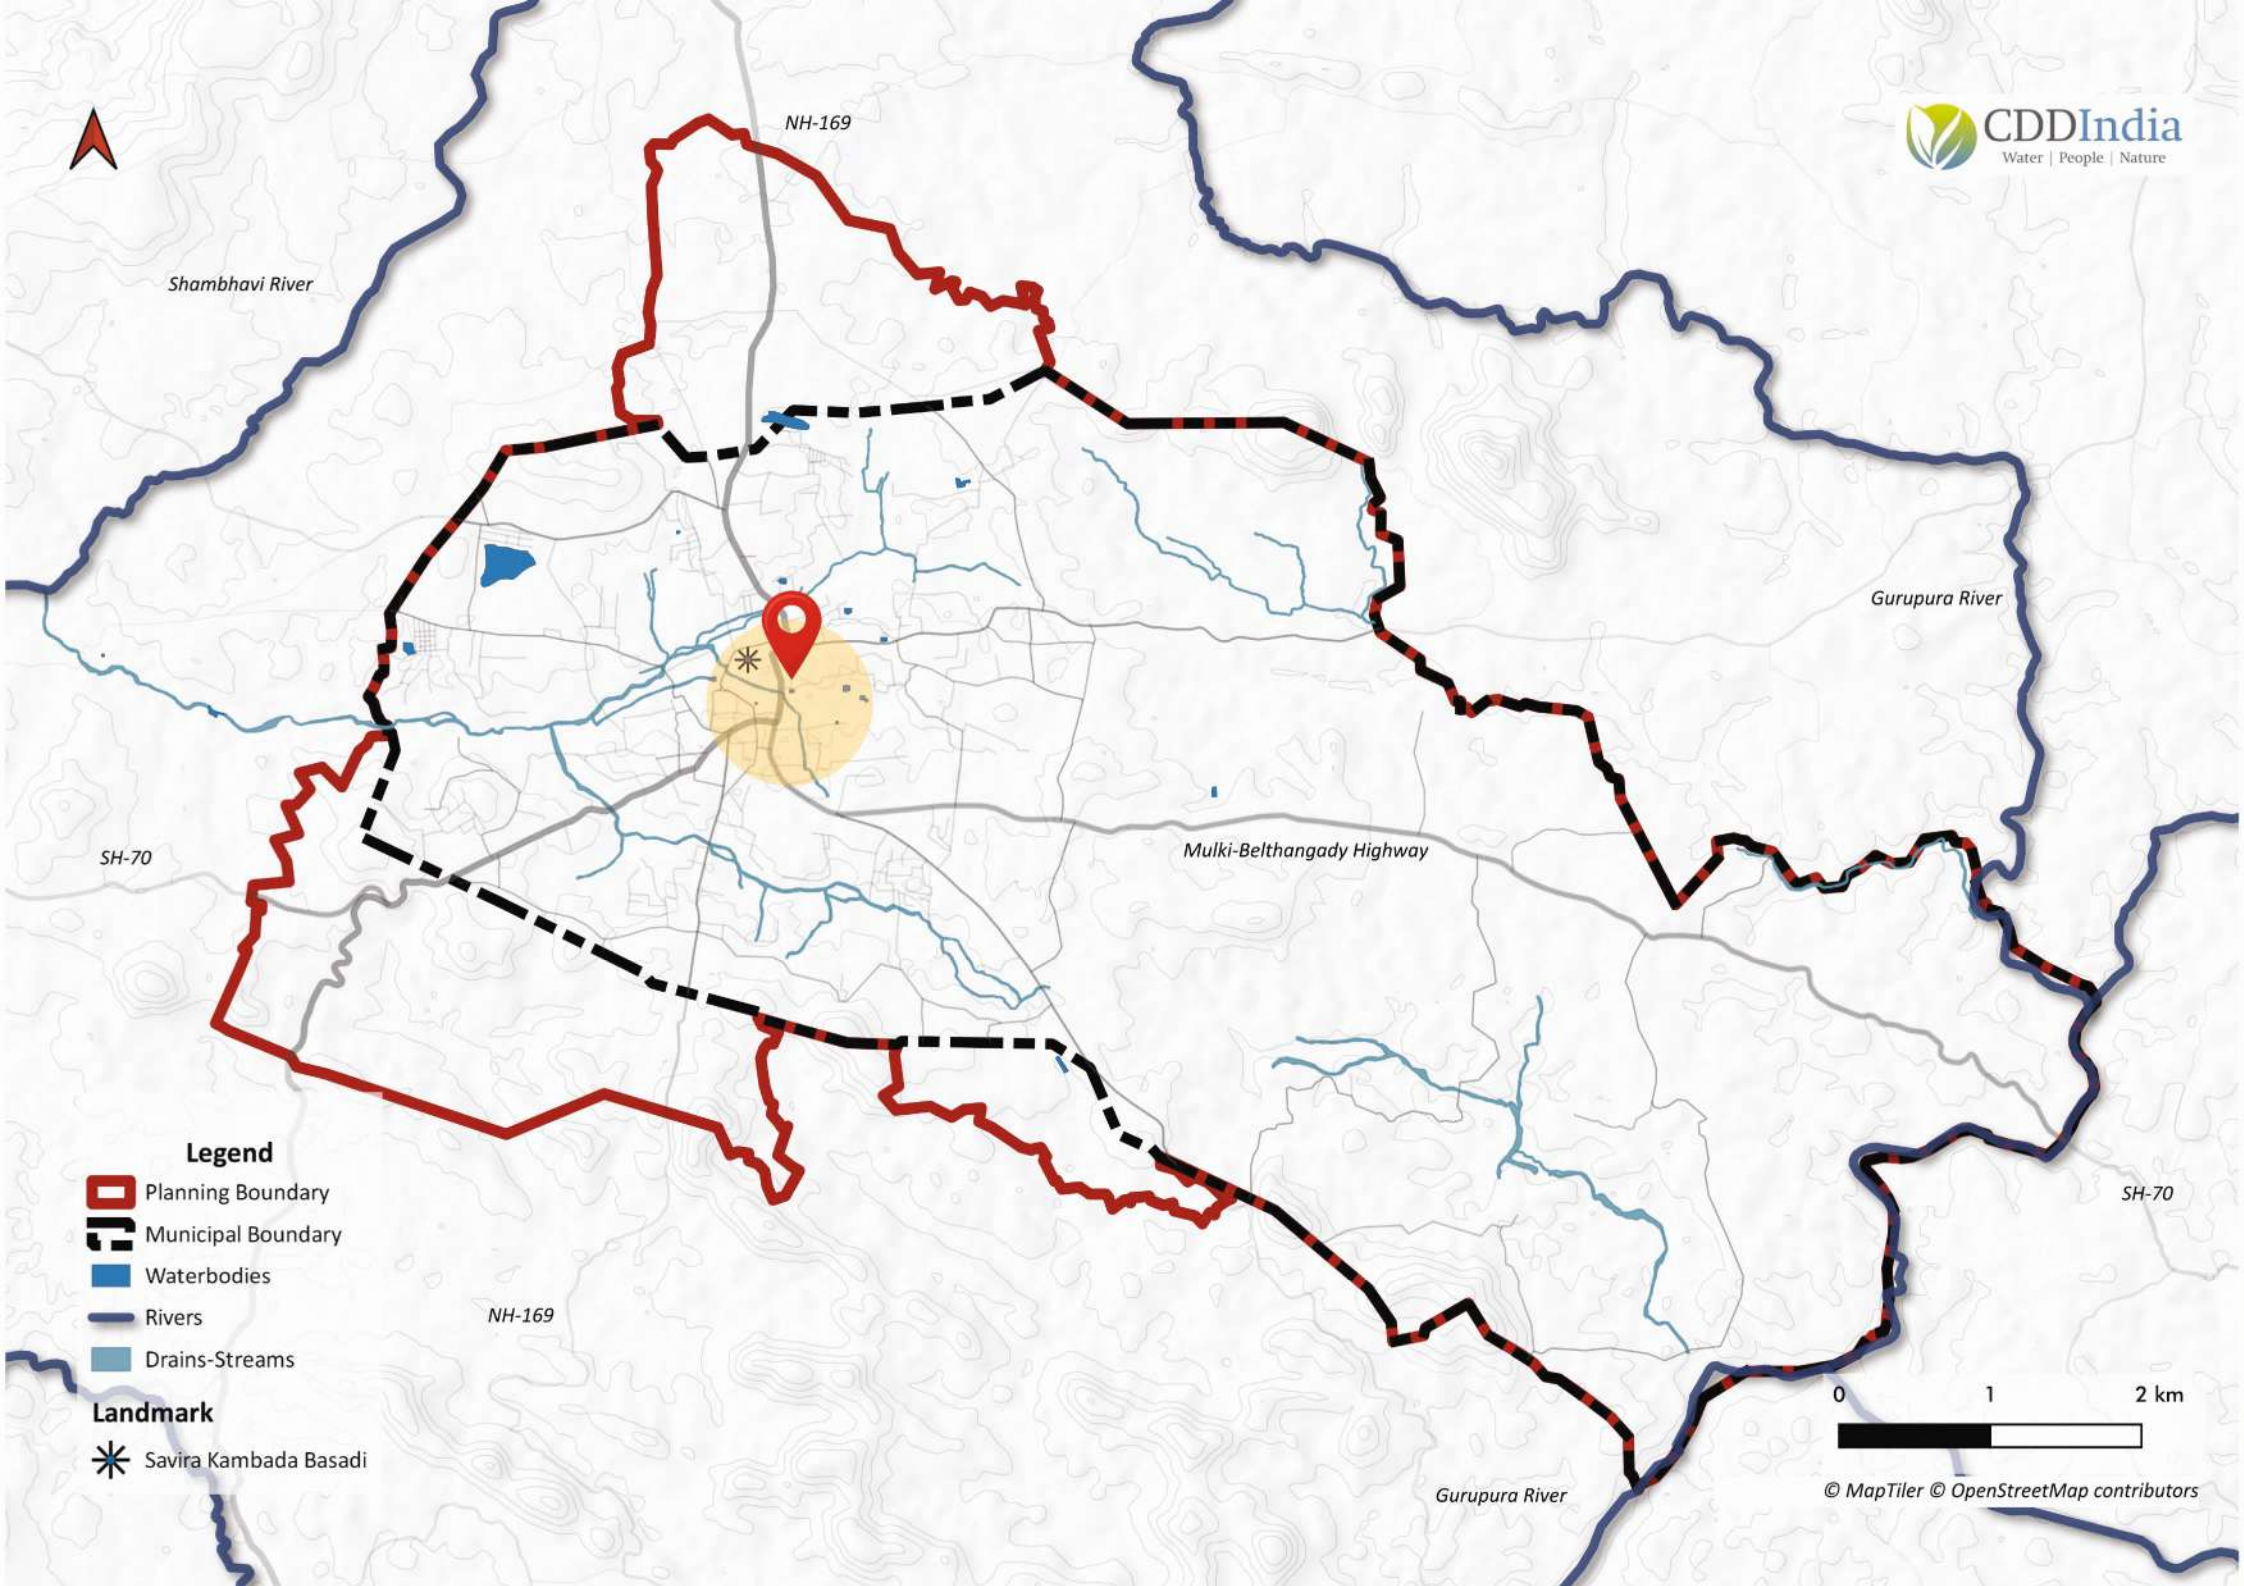 NH-169
CDDIndia
Water | People | Nature
Shambhavi River
Gurupura River
SH-70
Mulki-Belthangady Highway
SH-70
Legend
Planning Boundary
Municipal Boundary
Waterbodies
Rivers
Drains-Streams
NH-169
Landmark
Savira Kambada Basadi
0 1 2 km
Gurupura River
© MapTiler © OpenStreetMap contributors